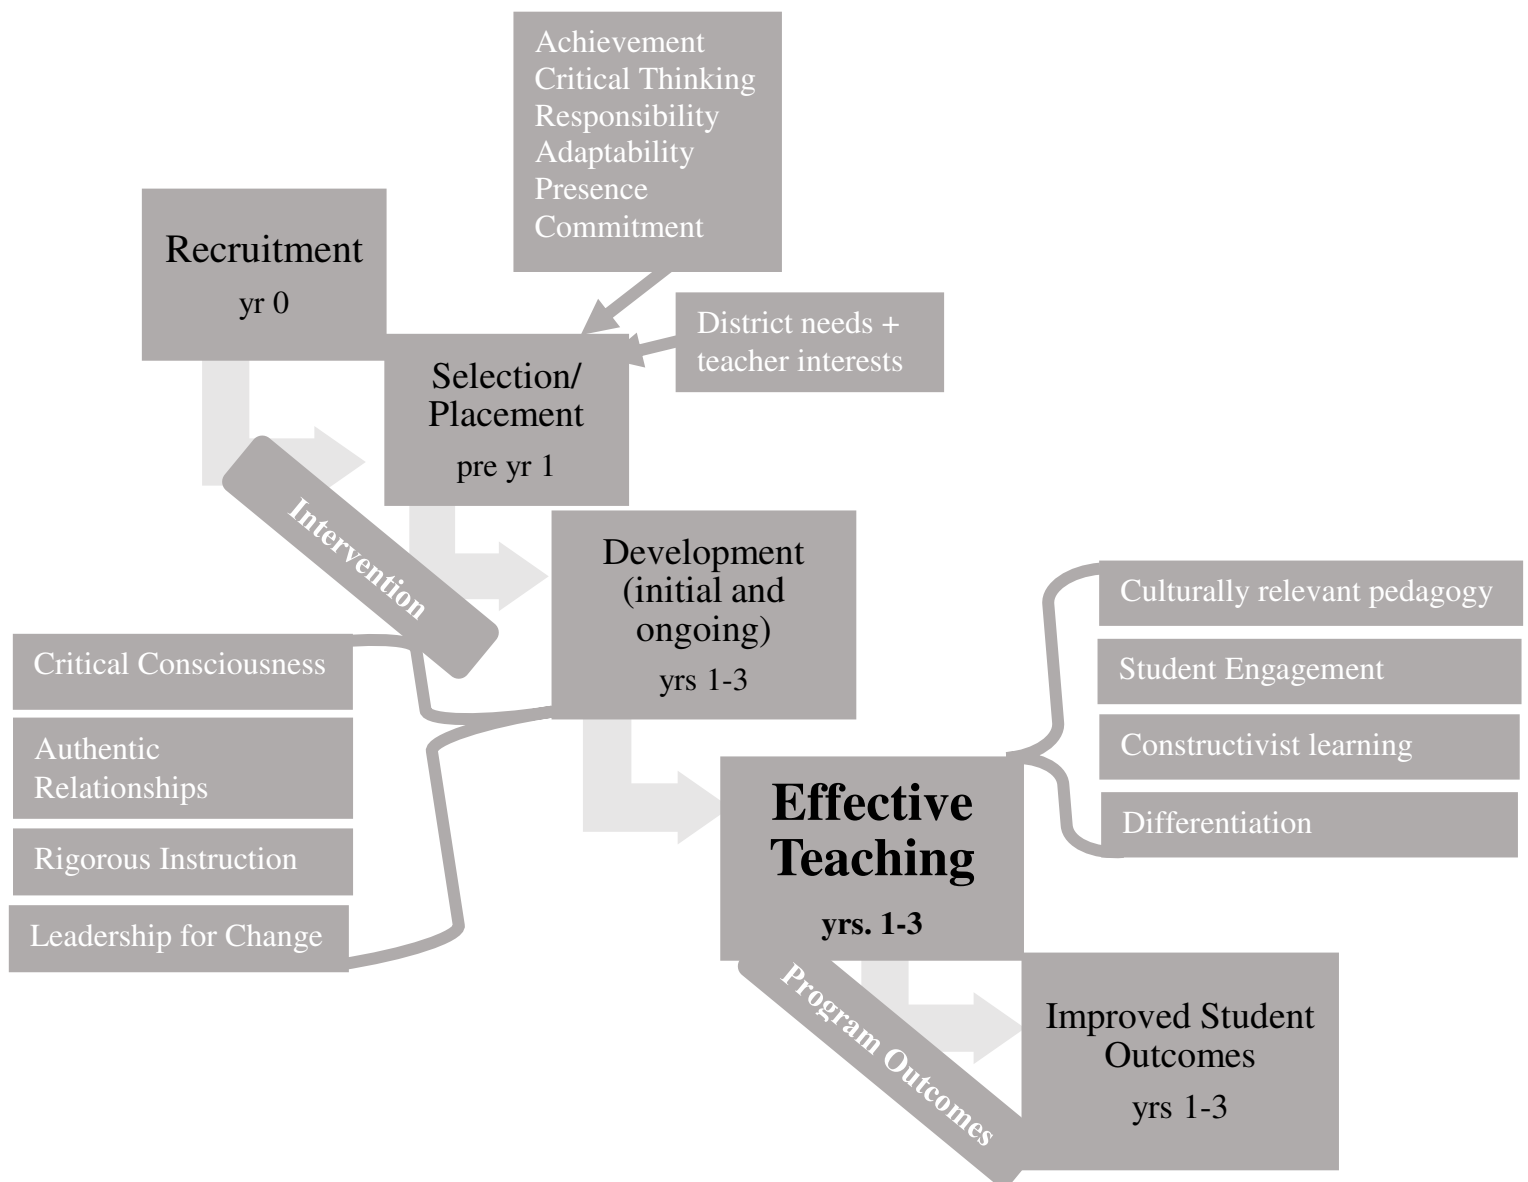 Achievement
Critical Thinking
Responsibility
Adaptability
Presence
Commitment
Recruitment
yr 0
District needs +
teacher interests
Selection/
Placement
pre yr 1
Intervention
Development
(initial and
ongoing)
yrs 1-3
Critical Consciousness
Authentic
Relationships
Rigorous Instruction
Leadership for Change
Culturally relevant pedagogy
Student Engagement
Constructivist learning
Differentiation
Effective
Teaching
yrs. 1-3
Program Outcomes
Improved Student
Outcomes
yrs 1-3